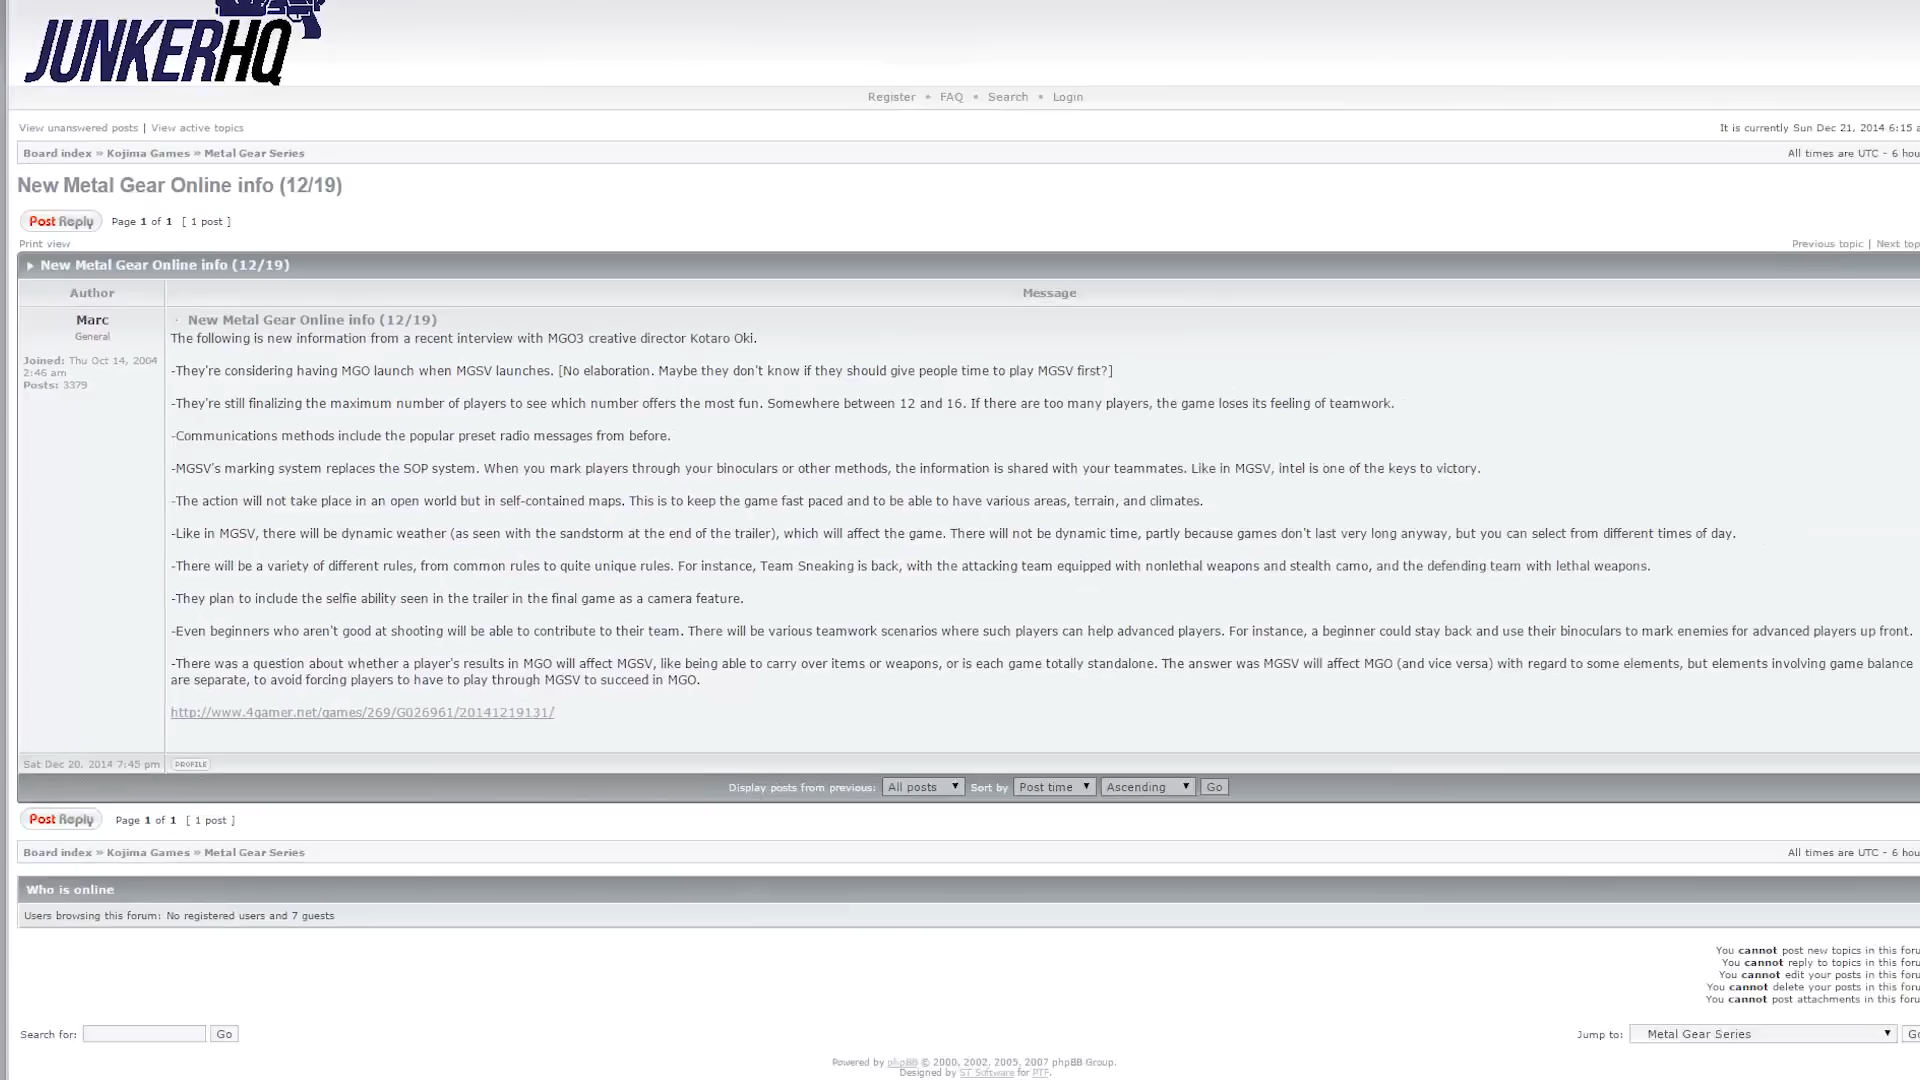 JUNKERHQ
Register • FAQ • Search • Login
View unanswered posts | View active topics
It is currently Sun Dec 21, 2014 6:15 a
Board index » Kojima Games » Metal Gear Series
All times are UTC - 6 hou
New Metal Gear Online info (12/19)
Post Reply Page 1 of 1 [ 1 post ]
Print view
Previous topic | Next top
New Metal Gear Online info (12/19)
Author Message
Marc
General
Joined: Thu Oct 14, 2004
2:46 am
Posts: 3379
New Metal Gear Online info (12/19)
The following is new information from a recent interview with MGO3 creative director Kotaro Oki.
-They're considering having MGO launch when MGSV launches. [No elaboration. Maybe they don't know if they should give people time to play MGSV first?]
-They're still finalizing the maximum number of players to see which number offers the most fun. Somewhere between 12 and 16. If there are too many players, the game loses its feeling of teamwork.
-Communications methods include the popular preset radio messages from before.
-MGSV's marking system replaces the SOP system. When you mark players through your binoculars or other methods, the information is shared with your teammates. Like in MGSV, intel is one of the keys to victory.
-The action will not take place in an open world but in self-contained maps. This is to keep the game fast paced and to be able to have various areas, terrain, and climates.
-Like in MGSV, there will be dynamic weather (as seen with the sandstorm at the end of the trailer), which will affect the game. There will not be dynamic time, partly because games don't last very long anyway, but you can select from different times of day.
-There will be a variety of different rules, from common rules to quite unique rules. For instance, Team Sneaking is back, with the attacking team equipped with nonlethal weapons and stealth camo, and the defending team with lethal weapons.
-They plan to include the selfie ability seen in the trailer in the final game as a camera feature.
-Even beginners who aren't good at shooting will be able to contribute to their team. There will be various teamwork scenarios where such players can help advanced players. For instance, a beginner could stay back and use their binoculars to mark enemies for advanced players up front.
-There was a question about whether a player's results in MGO will affect MGSV, like being able to carry over items or weapons, or is each game totally standalone. The answer was MGSV will affect MGO (and vice versa) with regard to some elements, but elements involving game balance
are separate, to avoid forcing players to have to play through MGSV to succeed in MGO.
http://www.4gamer.net/games/269/G026961/20141219131/
Sat Dec 20, 2014 7:45 pm PROFILE
Display posts from previous: All posts Sort by Post time Ascending Go
Post Reply Page 1 of 1 [ 1 post ]
Board index » Kojima Games » Metal Gear Series
All times are UTC - 6 hou
Who is online
Users browsing this forum: No registered users and 7 guests
You cannot post new topics in this foru
You cannot reply to topics in this foru
You cannot edit your posts in this foru
You cannot delete your posts in this foru
You cannot post attachments in this foru
Search for: Go
Jump to: Metal Gear Series Go
Powered by phpBB © 2000, 2002, 2005, 2007 phpBB Group.
Designed by ST Software for PTF.